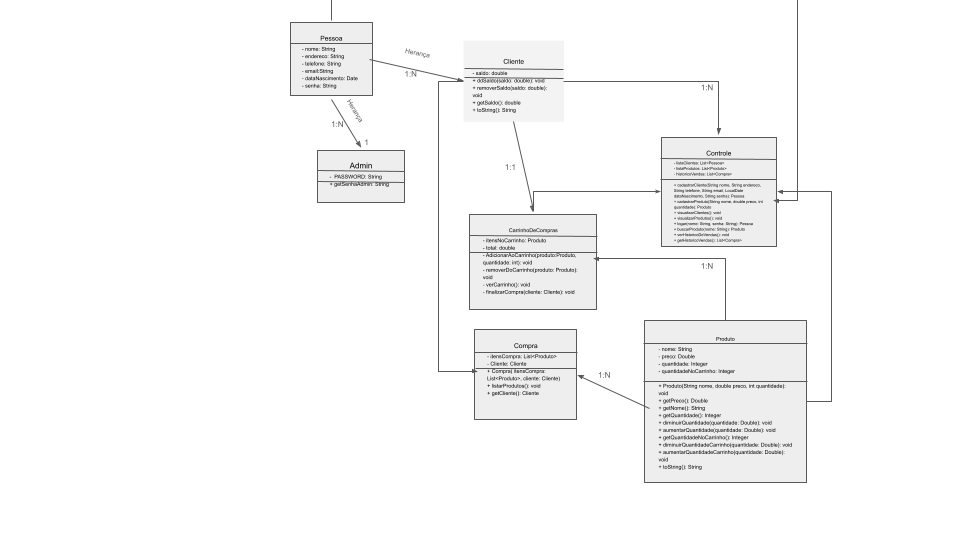 Pessoa
- nome: String
- endereco: String
- telefone: String
- email:String
- dataNascimento: Date
- senha: String
Herança
1:N
Herança
1:N
1
Admin
- PASSWORD: String
+ getSenhaAdmin: String
Cliente
- saldo: double
+ doSaldo(saldo: double): void
+ removerSaldo(saldo: double):
void
+ getSaldo(): double
+ toString(): String
1:N
1:1
Controle
- listaClientes: List<Pessoa>
- listaProdutos: List<Produto>
- historicoVendas: List<Compra>
+ cadastrarCliente(String nome, String endereco,
String telefone, String email, LocalDate
dataNascimento, String senha): Pessoa
+ cadastrarProduto(String nome, double preco, int
quantidade): Produto
+ visualizarClientes(): void
+ visualizarProdutos(): void
+ logar(nome: String, senha: String): Pessoa
+ buscarProduto(nome: String): Produto
+ verHistoricoDeVendas(): void
+ getHistoricoVendas(): List<Compra>
CarrinhoDeCompras
- itensNoCarrinho: Produto
- total: double
- AdicionarAoCarrinho(produto:Produto,
quantidade: int): void
- removerDoCarrinho(produto: Produto):
void
- verCarrinho(): void
- finalizarCompra(cliente: Cliente): void
1:N
Compra
- itensCompra: List<Produto>
- Cliente: Cliente
+ Compra( itensCompra:
List<Produto>, cliente: Cliente)
+ listarProdutos(): void
+ getCliente(): Cliente
1:N
Produto
- nome: String
- preco: Double
- quantidade: Integer
- quantidadeNoCarrinho: Integer
+ Produto(String nome, double preco, int quantidade):
void
+ getPreco(): Double
+ getNome(): String
+ getQuantidade(): Integer
+ diminuirQuantidade(quantidade: Double): void
+ aumentarQuantidade(quantidade: Double): void
+ getQuantidadeNoCarrinho(): Integer
+ diminuirQuantidadeCarrinho(quantidade: Double): void
+ aumentarQuantidadeCarrinho(quantidade: Double):
void
+ toString(): String